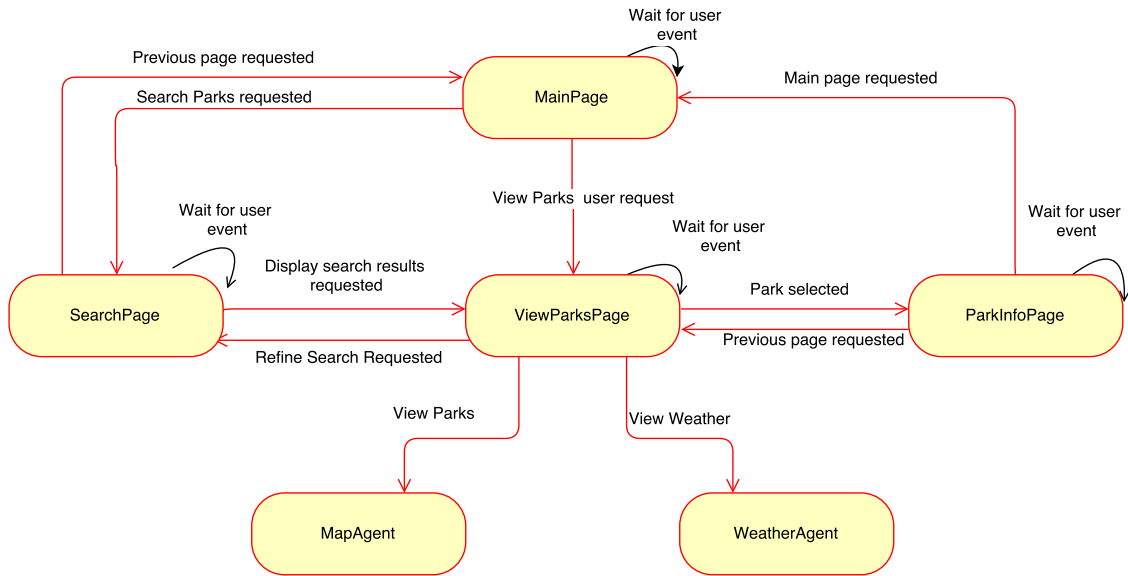 Wait for user
event
Previous page requested
MainPage
Main page requested
Search Parks requested
View Parks  user request
Wait for user
event
Wait for user
event
Wait for user
event
Display search results
requested
Park selected
SearchPage
ViewParksPage
ParkInfoPage
Previous page requested
Refine Search Requested
View Parks
View Weather
MapAgent
WeatherAgent